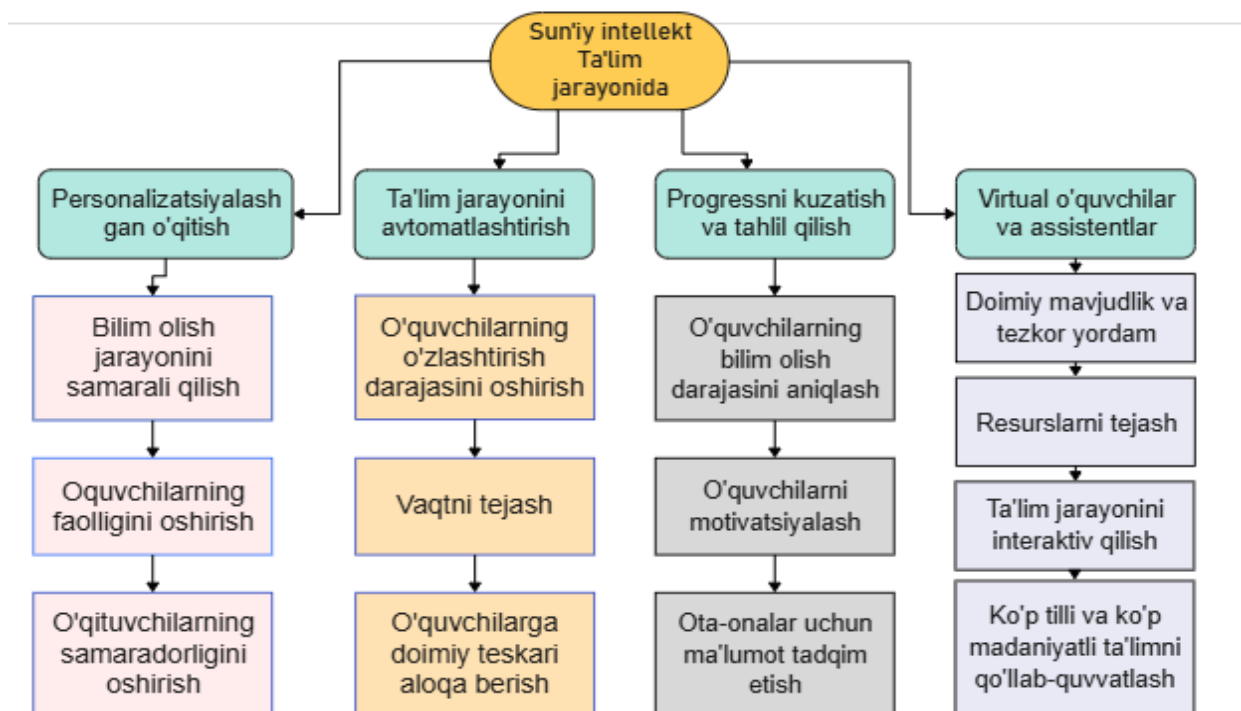 Sun'iy intellekt
Ta'lim
jarayonida
Personalizatsiyalash
gan o'qitish
Ta'lim jarayonini
avtomatlashtirish
Progressni kuzatish
va tahlil qilish
Virtual o'quvchilar
va assistentlar
Bilim olish
jarayonini
samarali qilish
Oquvchilarning
faolligini oshirish
O'qituvchilarning
samaradorligini
oshirish
O'quvchilarning
o'zlashtirish
darajasini oshirish
Vaqtni tejash
O'quvchilarga
doimiy teskari
aloqa berish
O'quvchilarning
bilim olish
darajasini aniqlash
O'quvchilarni
motivatsiyalash
Ota-onalar uchun
ma'lumot tadqim
etish
Doimiy mavjudlik va
tezkor yordam
Resurslarni tejash
Ta'lim jarayonini
interaktiv qilish
Ko'p tilli va ko'p
madaniyatli ta'limni
qo'llab-quvvatlash